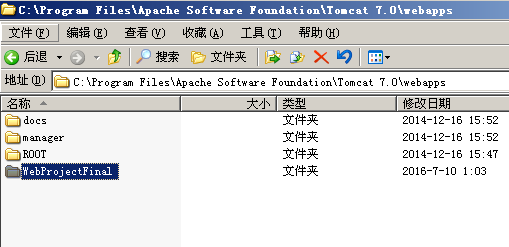 C:\Program Files\Apache Software Foundation\Tomcat 7.0\webapps
文件(F) 编辑(E) 查看(V) 收藏(A) 工具(T) 帮助(H)
后退 搜索 文件夹
地址(D) C:\Program Files\Apache Software Foundation\Tomcat 7.0\webapps
名称 大小 类型 修改日期
docs 文件夹 2014-12-16 15:52
manager 文件夹 2014-12-16 15:52
ROOT 文件夹 2014-12-16 15:47
WebProjectFinal 文件夹 2016-7-10 1:03